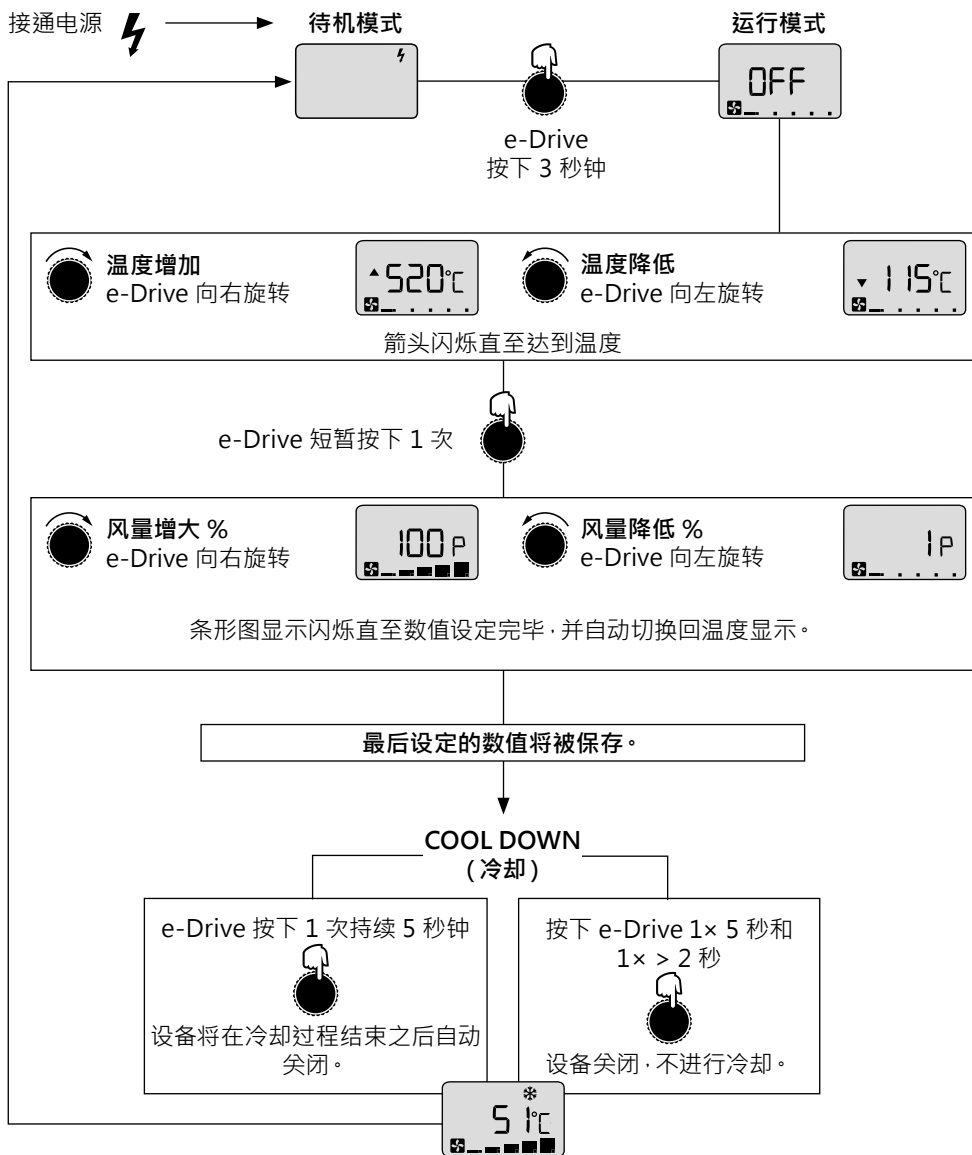 接通电源
待机模式
运行模式
OFF
e-Drive
按下 3 秒钟
温度增加
e-Drive 向右旋转
520°C
温度降低
e-Drive 向左旋转
115°C
箭头闪烁直至达到温度
e-Drive 短暂按下 1 次
风量增大 %
e-Drive 向右旋转
100 P
风量降低 %
e-Drive 向左旋转
1P
条形图显示闪烁直至数值设定完毕,并自动切换回温度显示。
最后设定的数值将被保存。
COOL DOWN
(冷却)
e-Drive 按下 1 次持续 5 秒钟
设备将在冷却过程结束之后自动
关闭。
按下 e-Drive 1× 5 秒和
1× > 2 秒
设备关闭,不进行冷却。
51°C